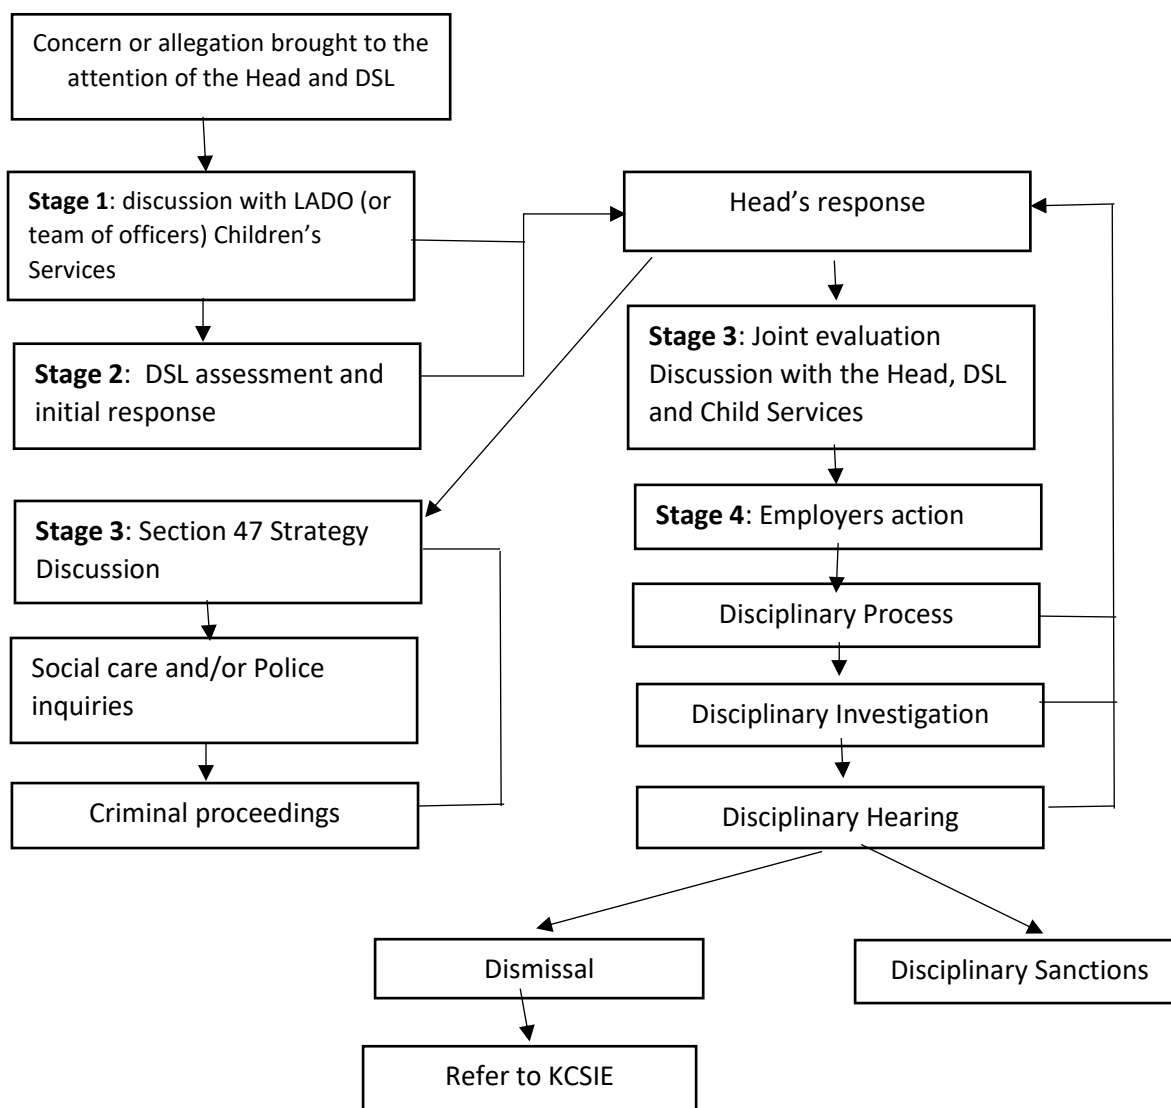 Concern or allegation brought to the
attention of the Head and DSL
Stage 1: discussion with LADO (or
team of officers) Children’s
Services
Head’s response
Stage 2:  DSL assessment and
initial response
Stage 3: Joint evaluation
Discussion with the Head, DSL
and Child Services
Stage 3: Section 47 Strategy
Discussion
Stage 4: Employers action
Disciplinary Process
Social care and/or Police
inquiries
Disciplinary Investigation
Criminal proceedings
Disciplinary Hearing
Dismissal
Disciplinary Sanctions
Refer to KCSIE